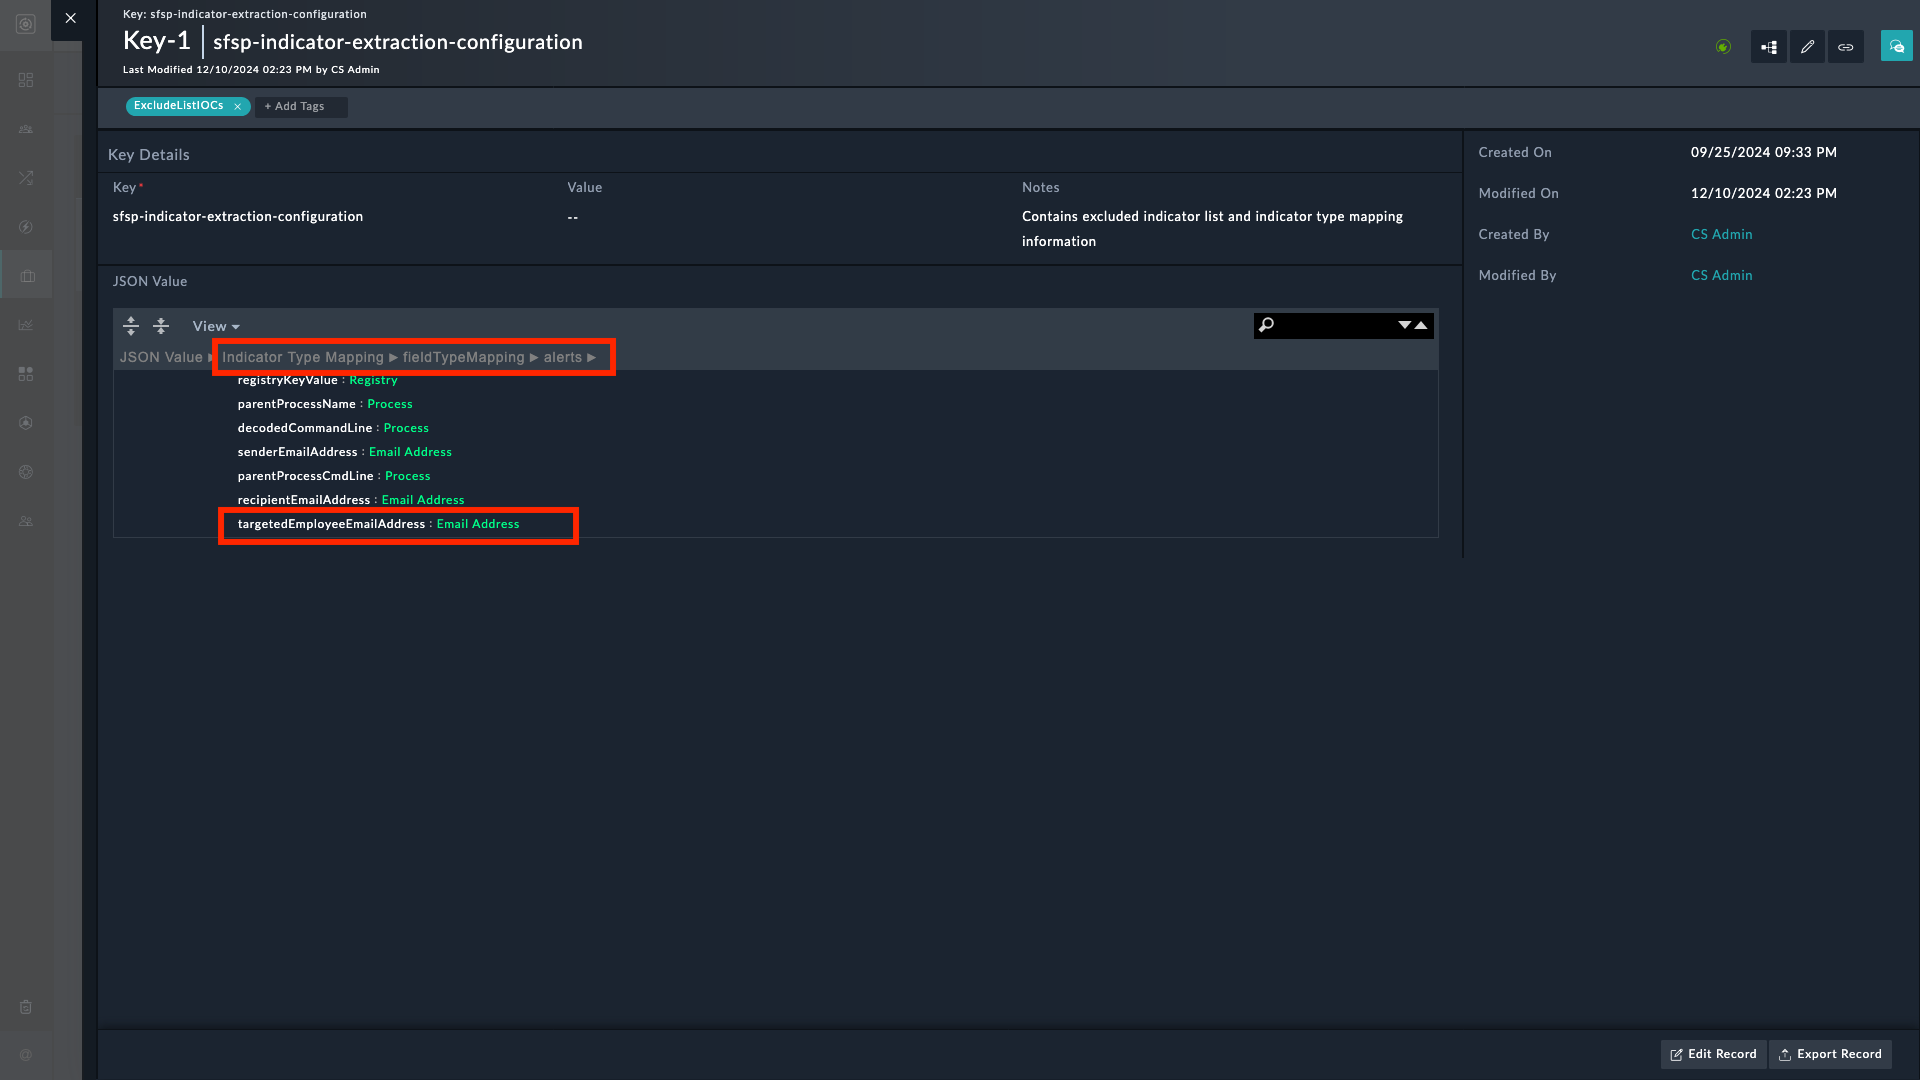 Key: sfsp-indicator-extraction-configuration
Key-1 sfsp-indicator-extraction-configuration
Last Modified 12/10/2024 02:23 PM by CS Admin
ExcludeListIOCs × + Add Tags
Key Details
Key* Value Notes
sfsp-indicator-extraction-configuration -- Contains excluded indicator list and indicator type mapping
information
Created On 09/25/2024 09:33 PM
Modified On 12/10/2024 02:23 PM
Created By CS Admin
Modified By CS Admin
JSON Value
View
JSON Value ► Indicator Type Mapping ► fieldTypeMapping ► alerts ►
registryKeyValue : Registry
parentProcessName : Process
decodedCommandLine : Process
senderEmailAddress : Email Address
parentProcessCmdLine : Process
recipientEmailAddress : Email Address
targetedEmployeeEmailAddress : Email Address
Edit Record Export Record